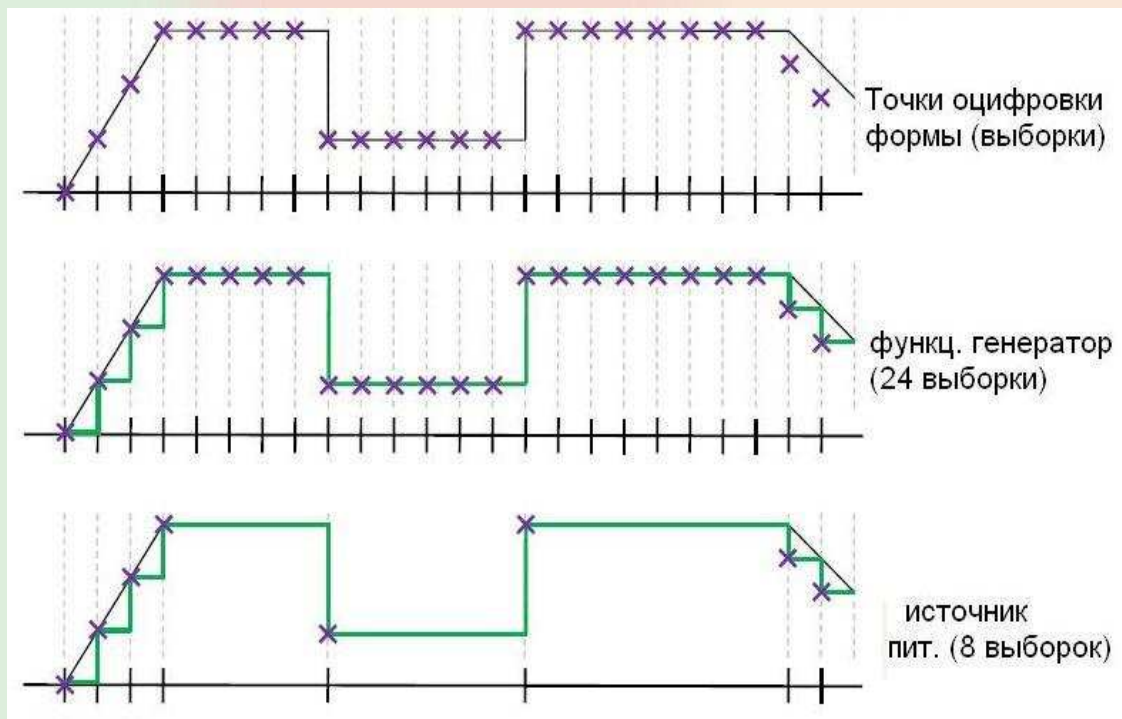 Точки оцифровки
формы (выборки)
функц. генератор
(24 выборки)
источник
пит. (8 выборок)